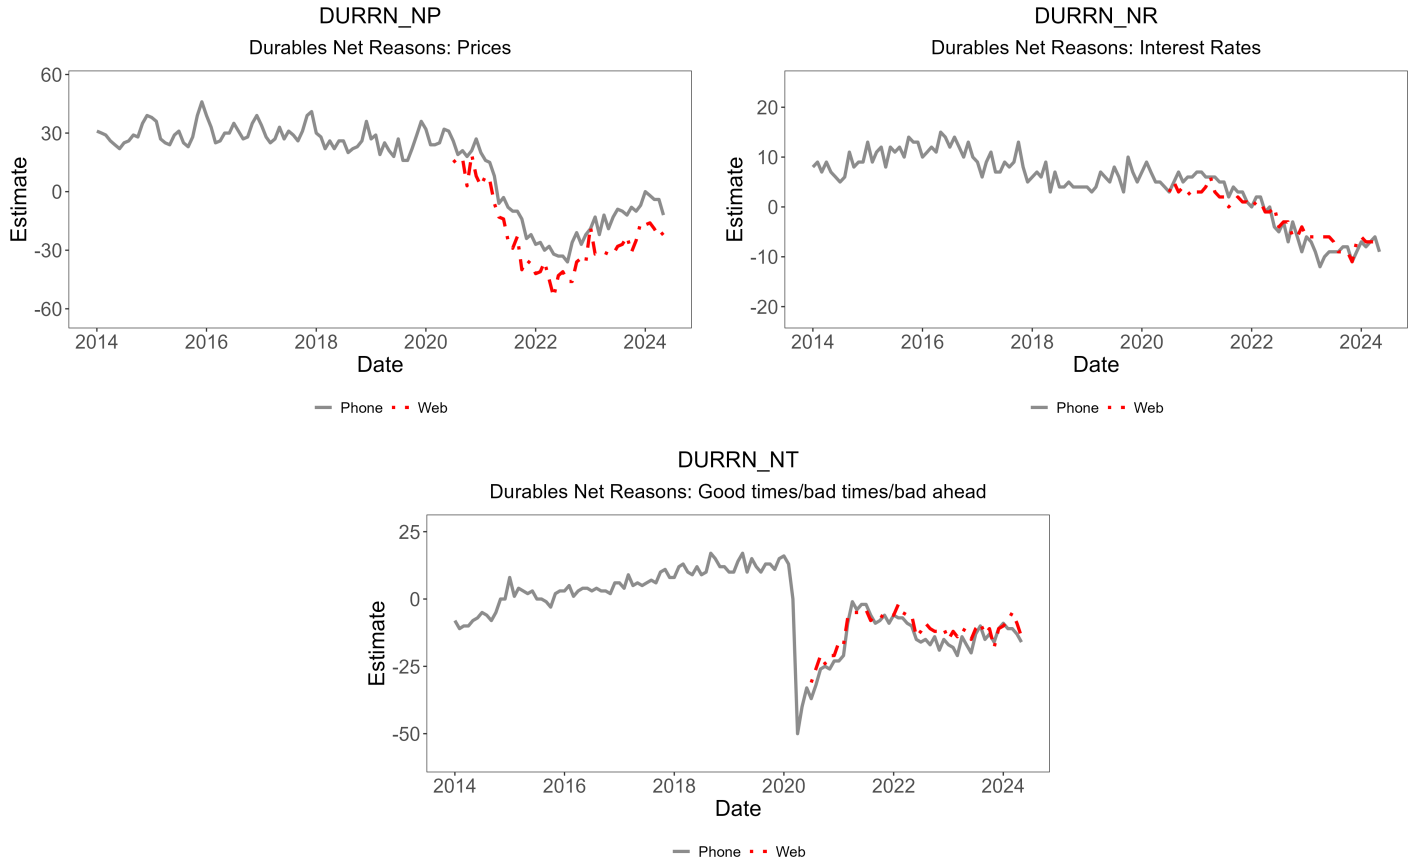 DURRN_NP
Durables Net Reasons: Prices
Estimate
60
30
0
-30
-60
2014 2016 2018 2020 2022 2024
Date
Phone Web
DURRN_NR
Durables Net Reasons: Interest Rates
Estimate
20
10
0
-10
-20
2014 2016 2018 2020 2022 2024
Date
Phone Web
DURRN_NT
Durables Net Reasons: Good times/bad times/bad ahead
Estimate
25
0
-25
-50
2014 2016 2018 2020 2022 2024
Date
Phone Web